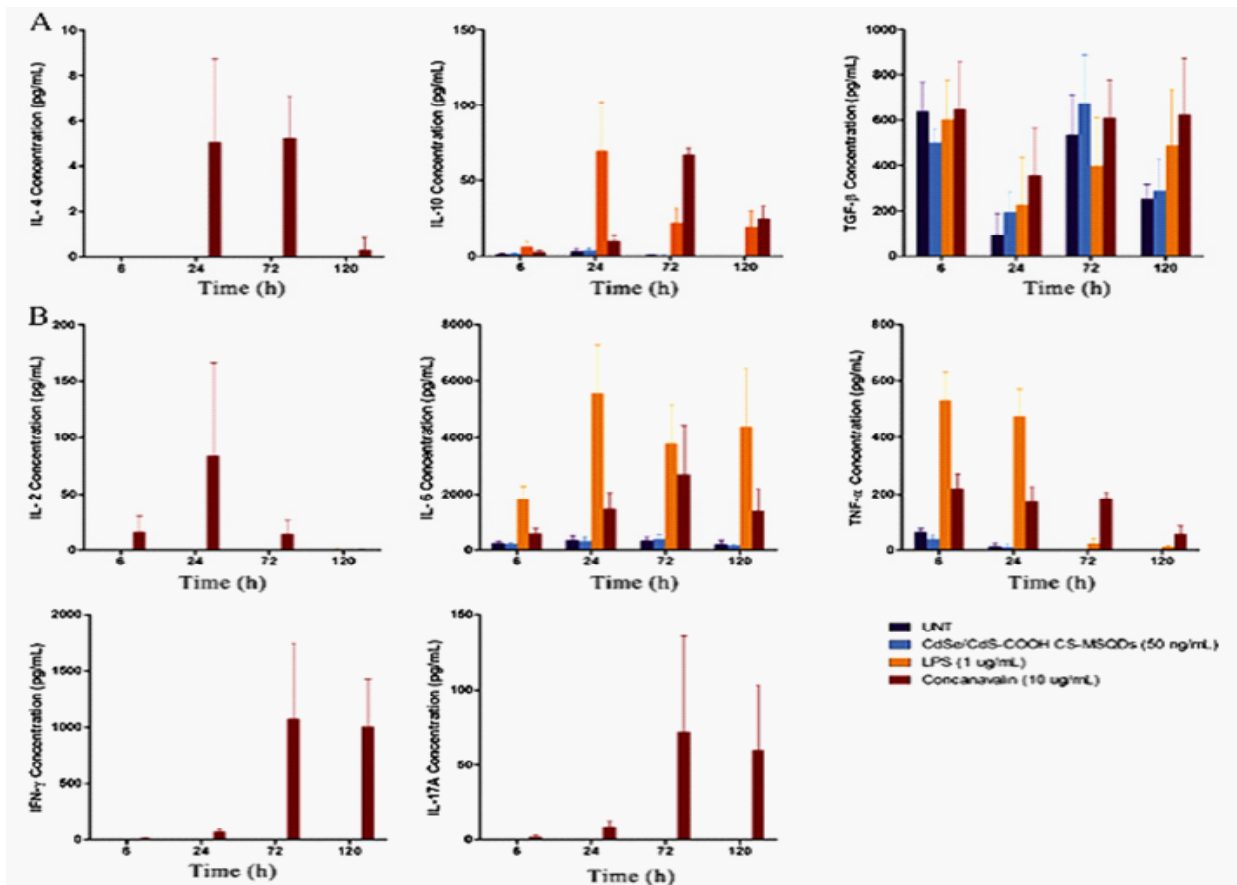 A
IL- 4 Concentration (pg/mL)
10
8
6
4
2
0
6 24 72 120
Time (h)
IL-10 Concentration (pg/mL)
150
100
50
0
6 24 72 120
Time (h)
TGF-β Concentration (pg/mL)
1000
800
600
400
200
0
6 24 72 120
Time (h)
B
IL- 2 Concentration (pg/mL)
200
150
100
50
0
6 24 72 120
Time (h)
IL- 6 Concentration (pg/mL)
8000
6000
4000
2000
0
6 24 72 120
Time (h)
TNF-α Concentration (pg/mL)
800
600
400
200
0
6 24 72 120
Time (h)
IFN-γ Concentration (pg/mL)
2000
1500
1000
500
0
6 24 72 120
Time (h)
IL-17A Concentration (pg/mL)
150
100
50
0
6 24 72 120
Time (h)
UNT
CdSe/CdS-COOH CS-MSQDs (50 ng/mL)
LPS (1 ug/mL)
Concanavalin (10 ug/mL)